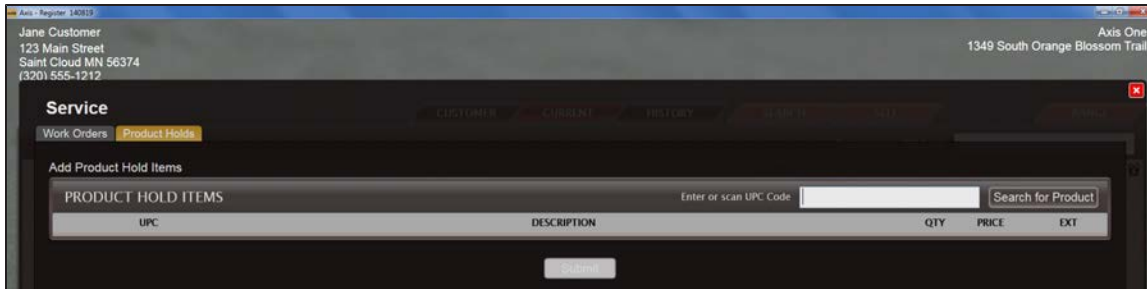 Axis - Register 140819
Jane Customer
123 Main Street
Saint Cloud MN 56374
(320) 555-1212
Axis One
1349 South Orange Blossom Trail
Service
CUSTOMER CURRENT HISTORY SEARCH
Work Orders Product Holds
Add Product Hold Items
PRODUCT HOLD ITEMS Enter or scan UPC Code Search for Product
UPC DESCRIPTION QTY PRICE EXT
Submit